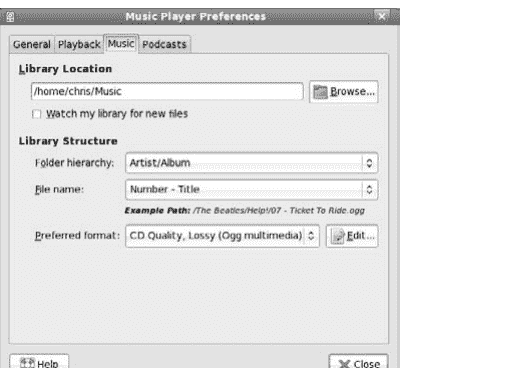 Music Player Preferences
General Playback Music Podcasts
Library Location
/home/chris/Music
Browse...
Watch my library for new files
Library Structure
Folder hierarchy: Artist/Album
File name: Number - Title
Example Path: /The Beatles/Help!/07 - Ticket To Ride.ogg
Preferred format: CD Quality, Lossy (Ogg multimedia) Edit...
Help Close